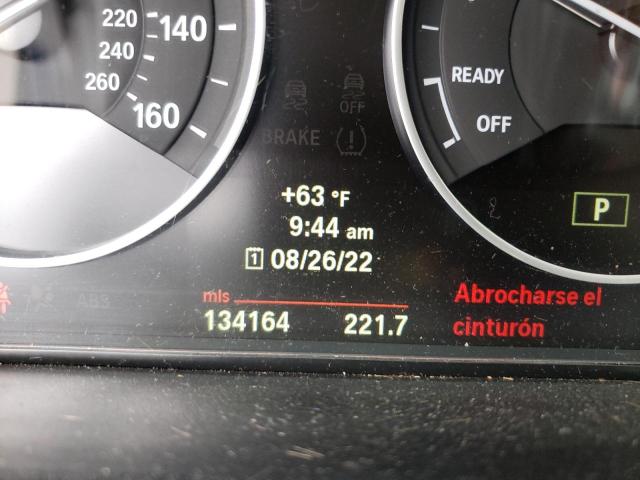 220
140
240
260
160
READY
OFF
OFF
BRAKE
+63 °F
P
9:44 am
1 08/26/22
ABS
mls
134164 221.7
Abrocharse el
cinturón